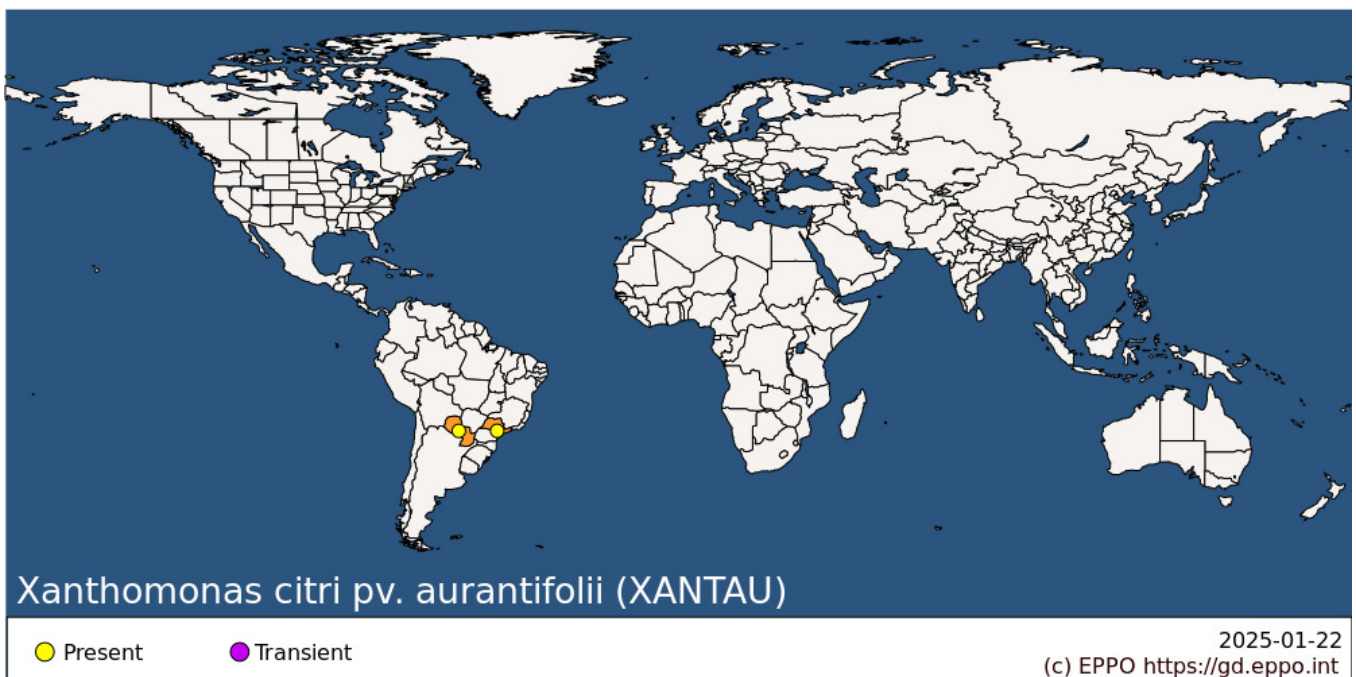 Xanthomonas citri pv. aurantifolii (XANTAU)
Present
Transient
2025-01-22
(c) EPPO https://gd.eppo.int